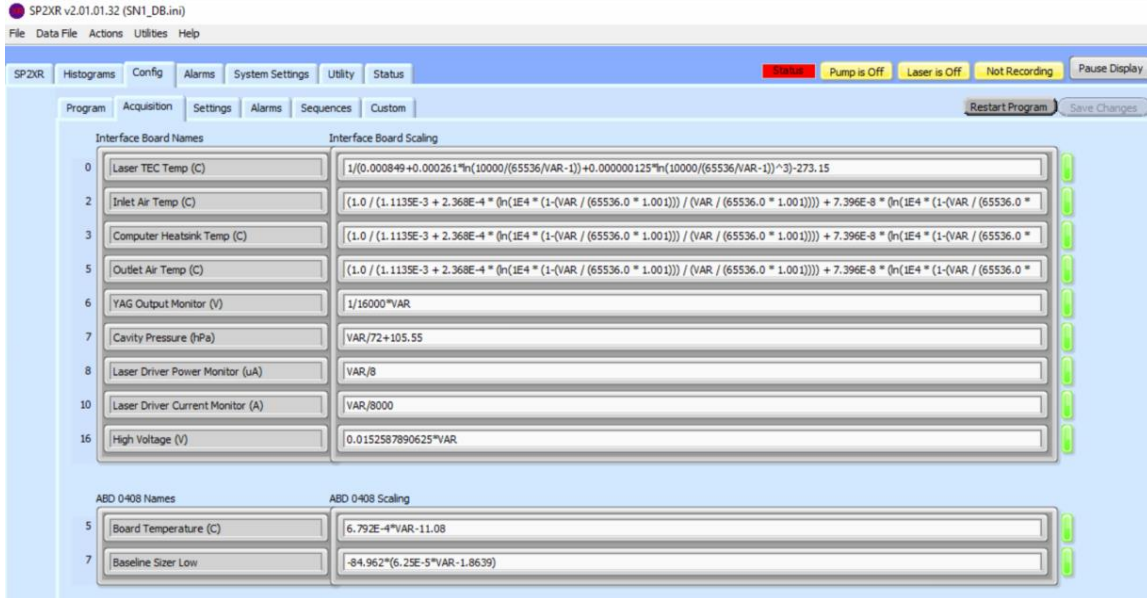 SP2XR v2.01.01.32 (SN1_DB.ini)
File Data File Actions Utilities Help
SP2XR Histograms Config Alarms System Settings Utility Status Status Pump is Off Laser is Off Not Recording Pause Display
Program Acquisition Settings Alarms Sequences Custom Restart Program Save Changes
Interface Board Names Interface Board Scaling
0 Laser TEC Temp (C) 1/(0.000849+0.000261*ln(10000/(65536/VAR-1))+0.000000125*ln(10000/(65536/VAR-1))^3)-273.15
2 Inlet Air Temp (C) (1.0 / (1.1135E-3 + 2.368E-4 * (ln(1E4 * (1-(VAR / (65536.0 * 1.001))) / (VAR / (65536.0 * 1.001)))) + 7.396E-8 * (ln(1E4 * (1-(VAR / (65536.0 *
3 Computer Heatsink Temp (C) (1.0 / (1.1135E-3 + 2.368E-4 * (ln(1E4 * (1-(VAR / (65536.0 * 1.001))) / (VAR / (65536.0 * 1.001)))) + 7.396E-8 * (ln(1E4 * (1-(VAR / (65536.0 *
5 Outlet Air Temp (C) (1.0 / (1.1135E-3 + 2.368E-4 * (ln(1E4 * (1-(VAR / (65536.0 * 1.001))) / (VAR / (65536.0 * 1.001)))) + 7.396E-8 * (ln(1E4 * (1-(VAR / (65536.0 *
6 YAG Output Monitor (V) 1/16000*VAR
7 Cavity Pressure (hPa) VAR/72+105.55
8 Laser Driver Power Monitor (uA) VAR/8
10 Laser Driver Current Monitor (A) VAR/8000
16 High Voltage (V) 0.0152587890625*VAR
ABD 0408 Names ABD 0408 Scaling
5 Board Temperature (C) 6.792E-4*VAR-11.08
7 Baseline Sizer Low -84.962*(6.25E-5*VAR-1.8639)